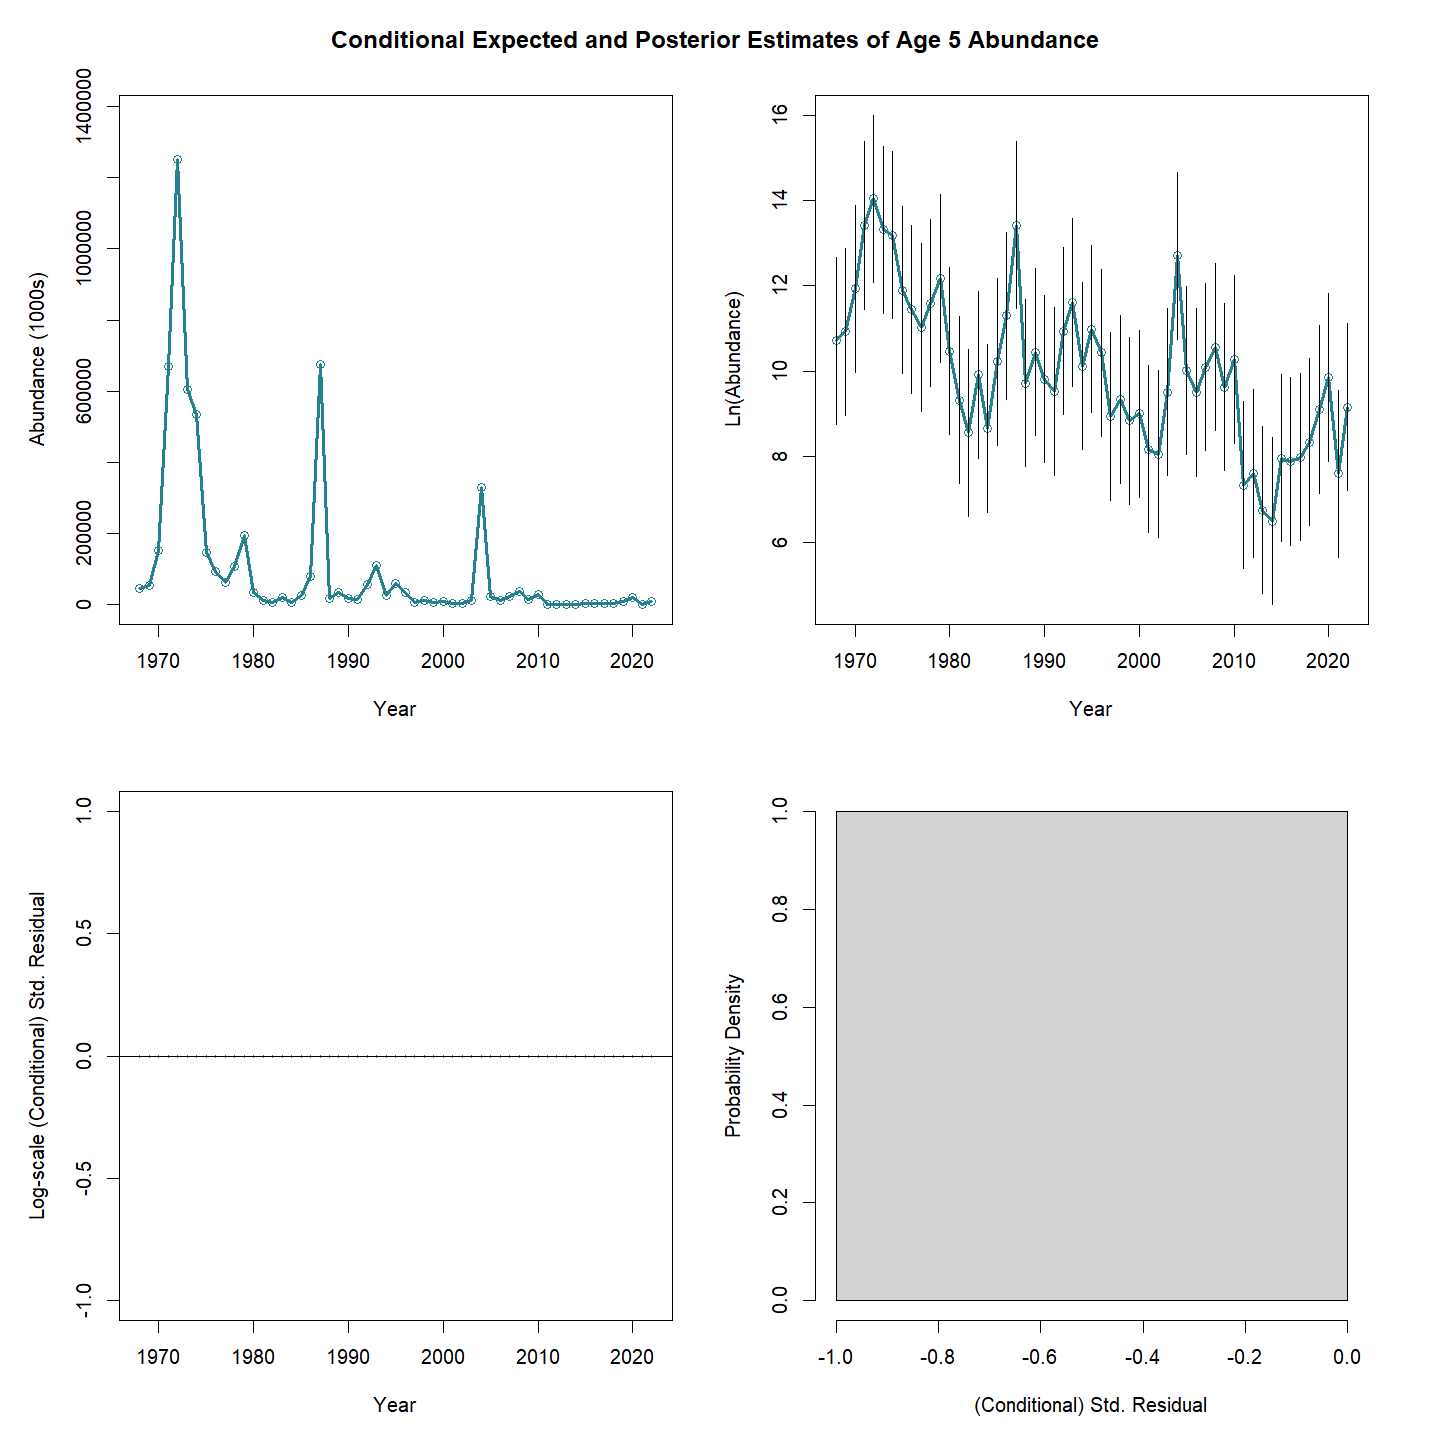 Conditional Expected and Posterior Estimates of Age 5 Abundance
Abundance (1000s)
1400000
1000000
600000
200000
0
1970 1980 1990 2000 2010 2020
Year
Ln(Abundance)
16
14
12
10
8
6
1970 1980 1990 2000 2010 2020
Year
Log-scale (Conditional) Std. Residual
1.0
0.5
0.0
-0.5
-1.0
1970 1980 1990 2000 2010 2020
Year
Probability Density
1.0
0.8
0.6
0.4
0.2
0.0
-1.0 -0.8 -0.6 -0.4 -0.2 0.0
(Conditional) Std. Residual